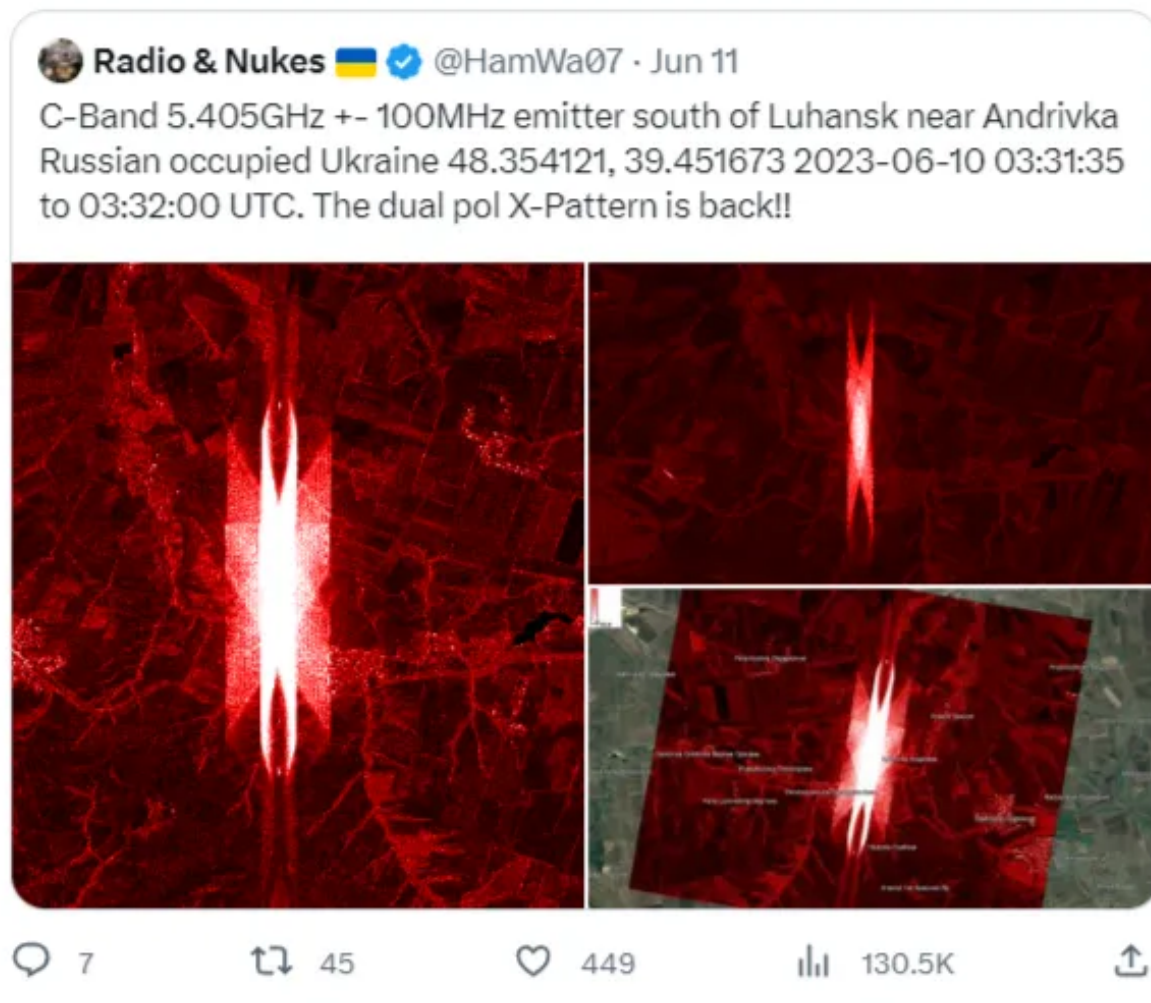 Radio & Nukes 🇺🇦 @HamWa07 · Jun 11
C-Band 5.405GHz +- 100MHz emitter south of Luhansk near Andrivka
Russian occupied Ukraine 48.354121, 39.451673 2023-06-10 03:31:35
to 03:32:00 UTC. The dual pol X-Pattern is back!!
7 45 449 130.5K